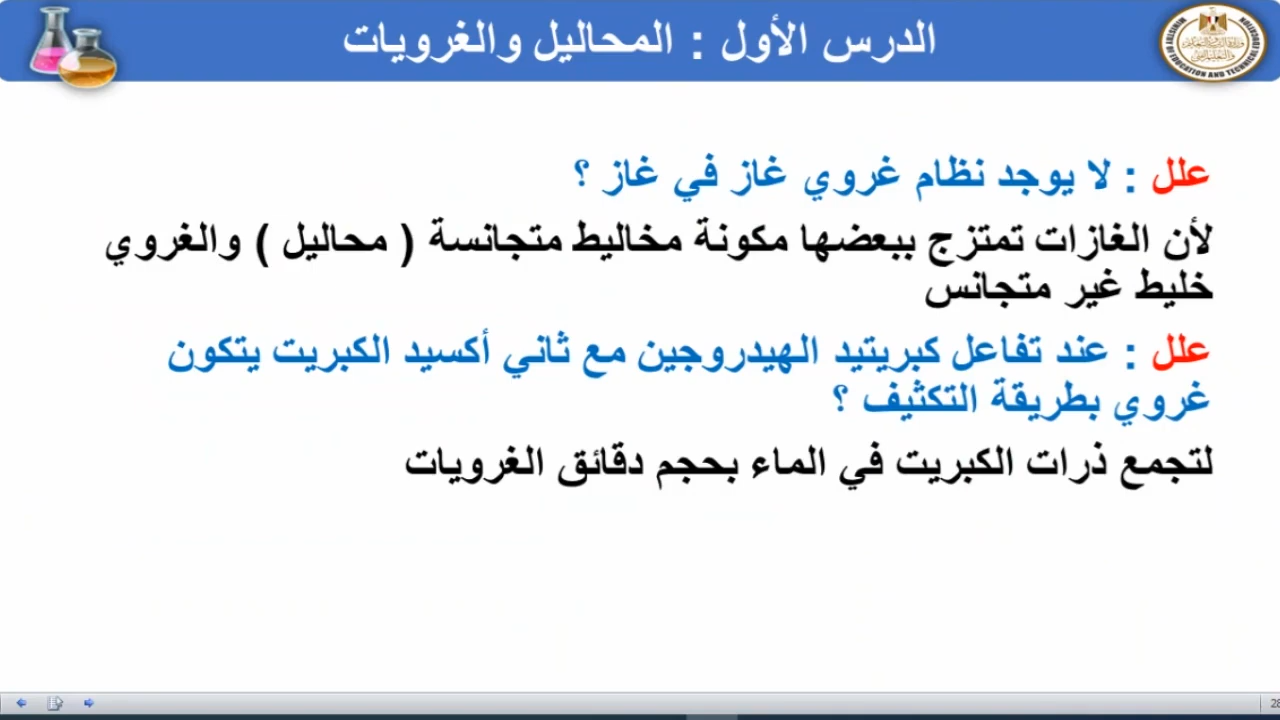 الدرس الأول : المحاليل والغرويات
علل : لا يوجد نظام غروي غاز في غاز ؟
لأن الغازات تمتزج ببعضها مكونة مخاليط متجانسة ( محاليل ) والغروي
خليط غير متجانس
علل : عند تفاعل كبريتيد الهيدروجين مع ثاني أكسيد الكبريت يتكون
غروي بطريقة التكثيف ؟
لتجمع ذرات الكبريت في الماء بحجم دقائق الغرويات